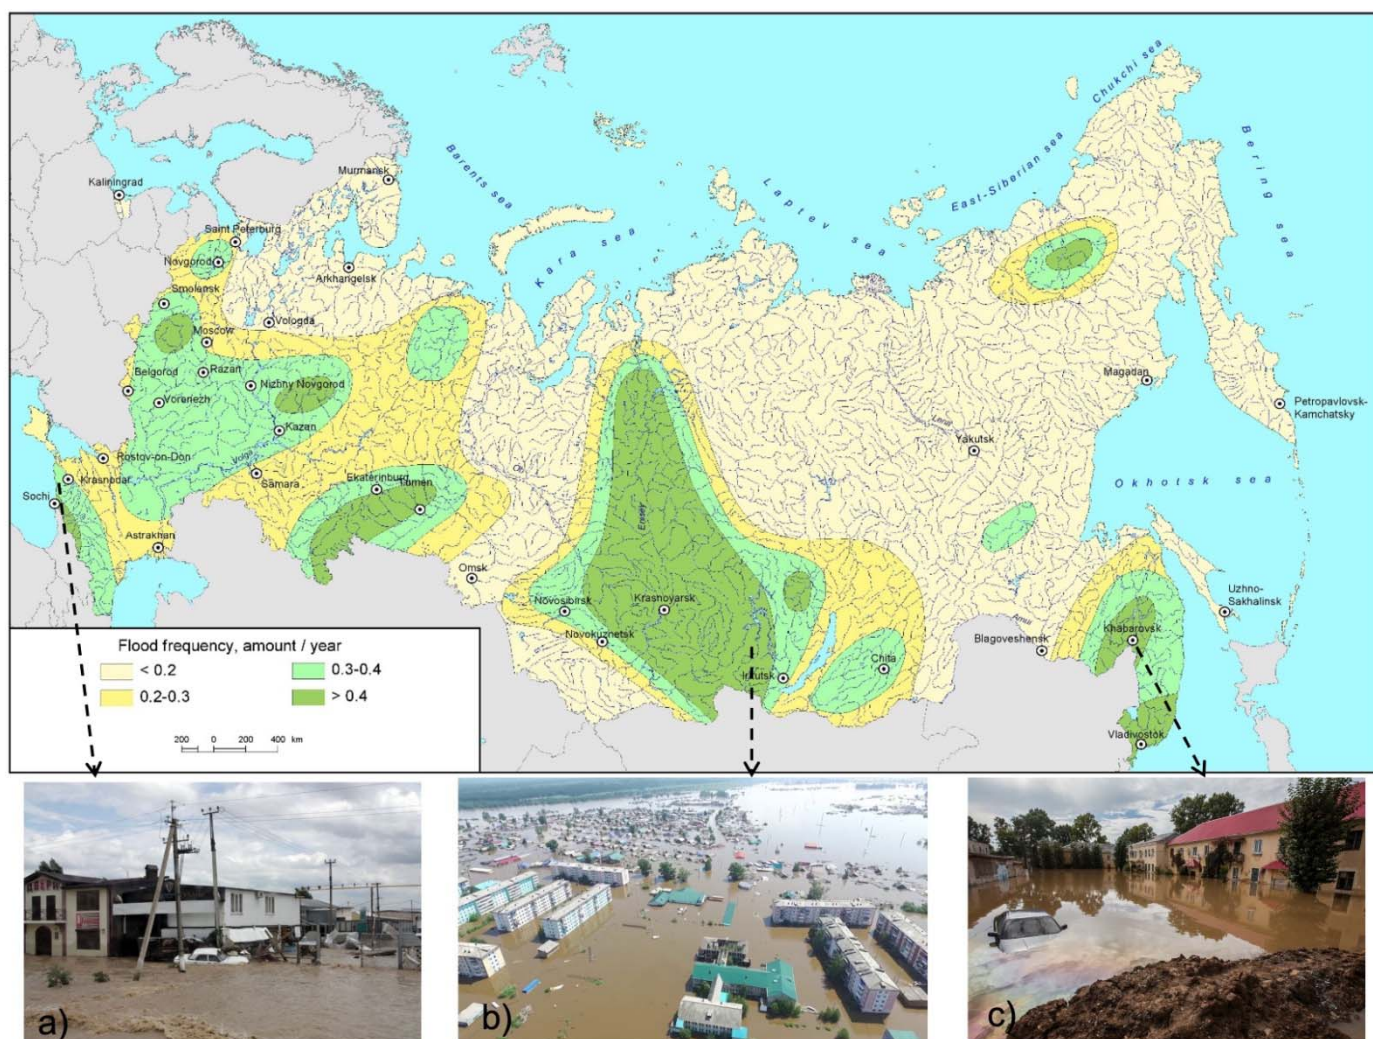 Chukchi sea
Bering sea
East-Siberian sea
Laptev sea
Barents sea
Kara sea
Murmansk
Kaliningrad
Saint Peterburg
Novgorod
Arkhangelsk
Smolensk
Vologda
Moscow
Belgorod
Razan
Nizhny Novgorod
Voronezh
Kazan
Magadan
Petropavlovsk-
Kamchatsky
Lena
Yakutsk
Rostov-on-Don
Volga
Ob
Krasnodar
Samara
Ekaterinburg
Tumen
Okhotsk sea
Sochi
Enisey
Astrakhan
Omsk
Novosibirsk
Krasnoyarsk
Uzhno-
Sakhalinsk
Amur
Novokuznetsk
Blagoveshensk
Khabarovsk
Chita
Irkutsk
Vladivostok
Flood frequency, amount / year
< 0.2
0.3-0.4
0.2-0.3
> 0.4
200 0 200 400 km
a)
b)
c)